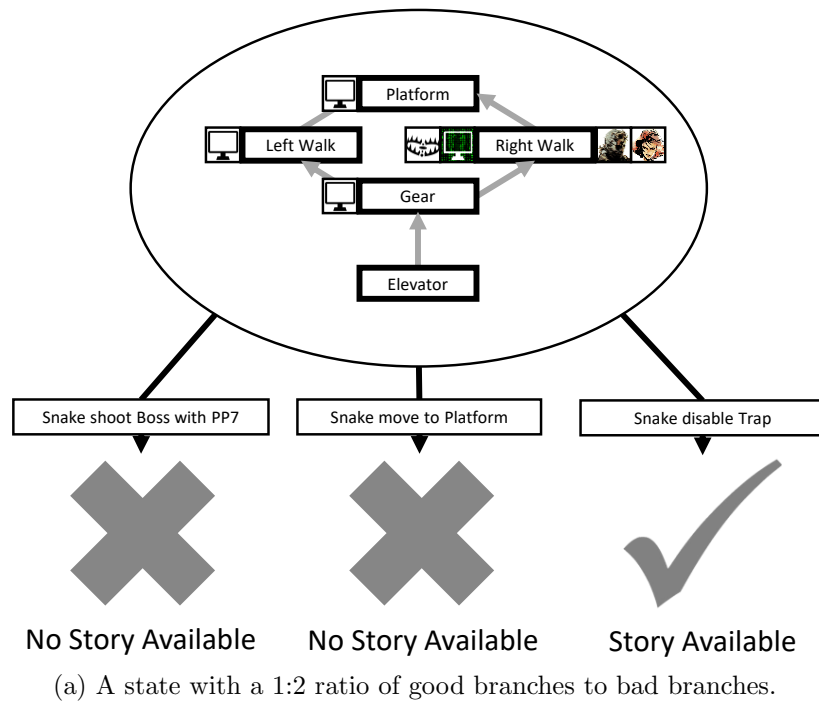 Platform
Left Walk
Right Walk
Gear
Elevator
Snake shoot Boss with PP7
Snake move to Platform
Snake disable Trap
No Story Available
No Story Available
Story Available
(a) A state with a 1:2 ratio of good branches to bad branches.